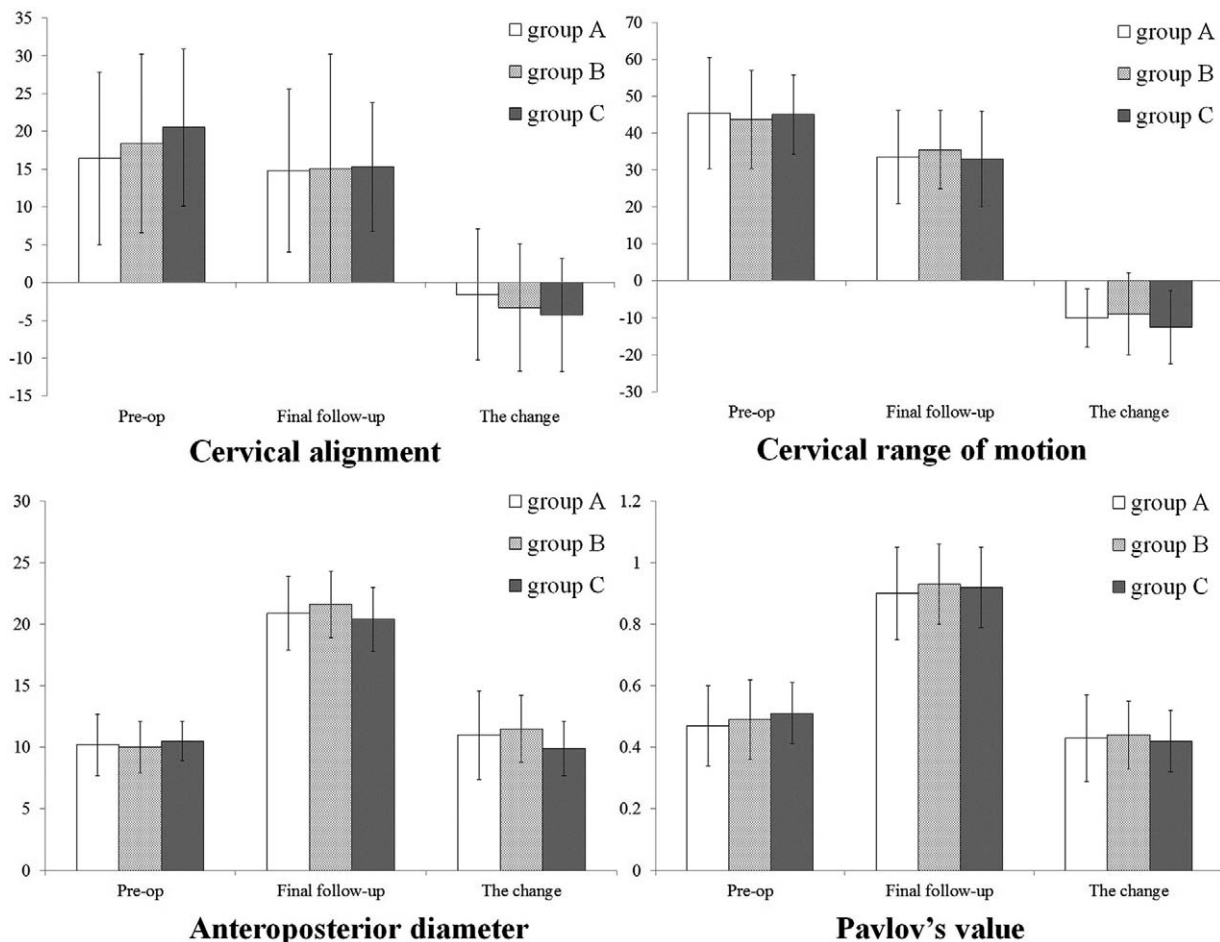 35
30
25
20
15
10
5
0
-5
-10
-15
group A
group B
group C
Pre-op Final follow-up The change
Cervical alignment
70
60
50
40
30
20
10
0
-10
-20
-30
group A
group B
group C
Pre-op Final follow-up The change
Cervical range of motion
30
25
20
15
10
5
0
group A
group B
group C
Pre-op Final follow-up The change
Anteroposterior diameter
1.2
1
0.8
0.6
0.4
0.2
0
group A
group B
group C
Pre-op Final follow-up The change
Pavlov's value